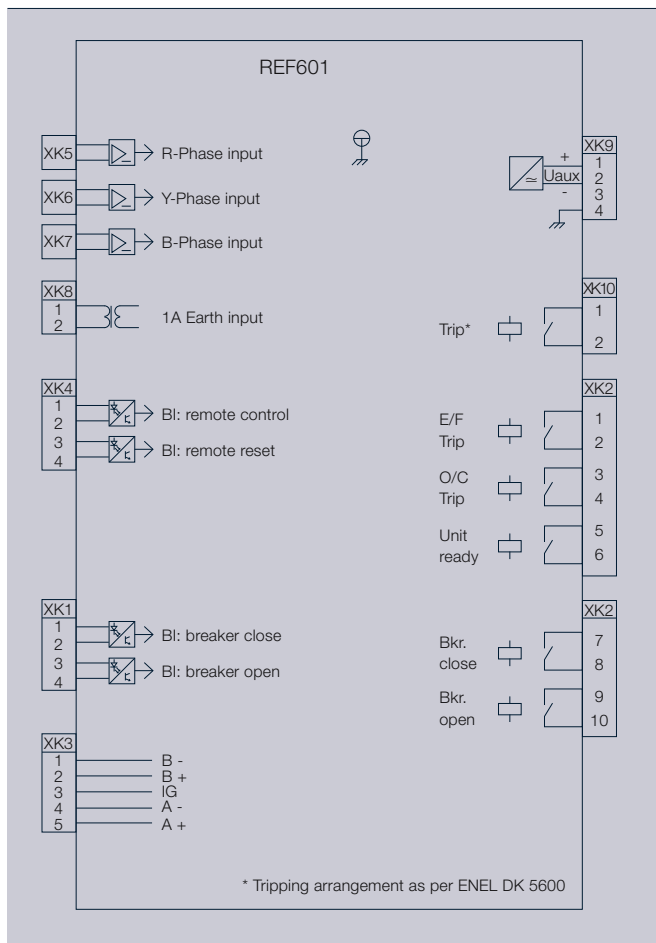 REF601
XK5
R-Phase input
XK6
Y-Phase input
XK7
B-Phase input
XK8
1
2
1A Earth input
XK4
1
2
3
4
BI: remote control
BI: remote reset
XK1
1
2
3
4
BI: breaker close
BI: breaker open
XK3
1 B -
2 B +
3 IG
4 A -
5 A +
XK9
+
Uaux
-
1
2
3
4
XK10
Trip*
1
2
XK2
E/F
Trip
1
2
O/C
Trip
3
4
Unit
ready
5
6
XK2
Bkr.
close
7
8
Bkr.
open
9
10
* Tripping arrangement as per ENEL DK 5600